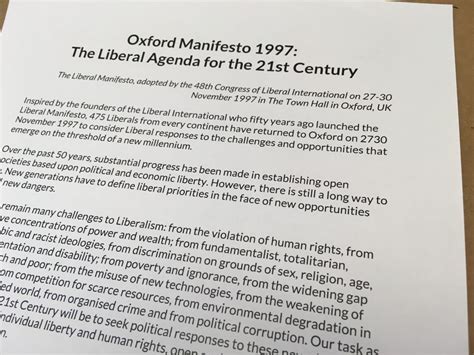 Oxford Manifesto 1997:
The Liberal Agenda for the 21st Century
The Liberal Manifesto, adopted by the 48th Congress of Liberal International on 27-30
November 1997 in The Town Hall in Oxford, UK
Inspired by the founders of the Liberal International who fifty years ago launched the
Liberal Manifesto, 475 Liberals from every continent have returned to Oxford on 2730
November 1997 to consider Liberal responses to the challenges and opportunities that
emerge on the threshold of a new millennium.
Over the past 50 years, substantial progress has been made in establishing open
ocieties based upon political and economic liberty. However, there is still a long way to
. New generations have to define liberal priorities in the face of new opportunities
new dangers.
remain many challenges to Liberalism: from the violation of human rights, from
ve concentrations of power and wealth; from fundamentalist, totalitarian,
bic and racist ideologies, from discrimination on grounds of sex, religion, age,
entation and disability; from poverty and ignorance, from the widening gap
ch and poor; from the misuse of new technologies, from the weakening of
om competition for scarce resources, from environmental degradation
ed world, from organised crime and from political corruption. Our task as
21st Century will be to seek political responses to these
individual liberty and human rights, open